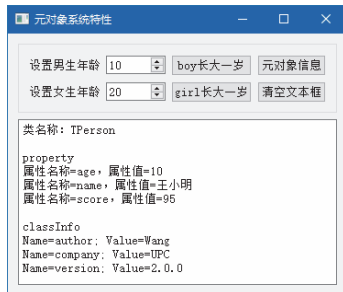 元对象系统特性
设置男生年龄 10 boy长大一岁 元对象信息
设置女生年龄 20 girl长大一岁 清空文本框
类名称：TPerson
property
属性名称=age，属性值=10
属性名称=name，属性值=王小明
属性名称=score，属性值=95
classInfo
Name=author; Value=Wang
Name=company; Value=UPC
Name=version; Value=2.0.0